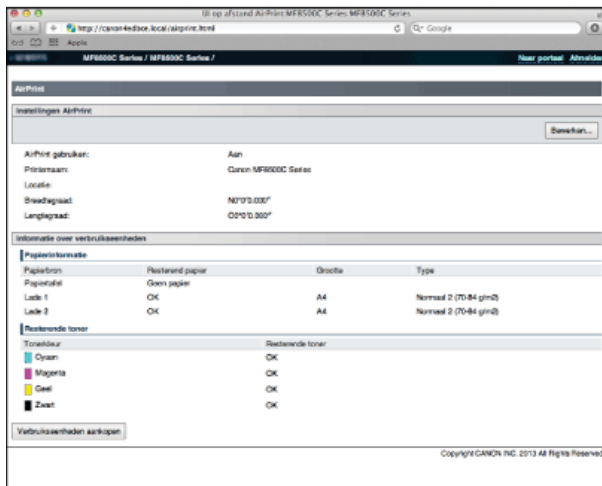 UI op afstand: AirPrint: MF8500C Series: MF8500C Series
http://canon4edbce.local/airprint.html
Google
Apple
MF8500C Series / MF8500C Series /
Naar portaal Afmelden
AirPrint
Instellingen AirPrint
Bewerken...
AirPrint gebruiken: Aan
Printernaam: Canon MF8500C Series
Locatie:
Breedtegraad: N0°0'0.000"
Lengtegraad: O0°0'0.000"
Informatie over verbruikseenheden
Papierinformatie
Papierbron Resterend papier Grootte Type
Papiertafel Geen papier
Lade 1 OK A4 Normaal 2 (70-84 g/m2)
Lade 2 OK A4 Normaal 2 (70-84 g/m2)
Resterende toner
Tonerkleur Resterende toner
Cyaan OK
Magenta OK
Geel OK
Zwart OK
Verbruikseenheden aankopen
Copyright CANON INC. 2013 All Rights Reserved